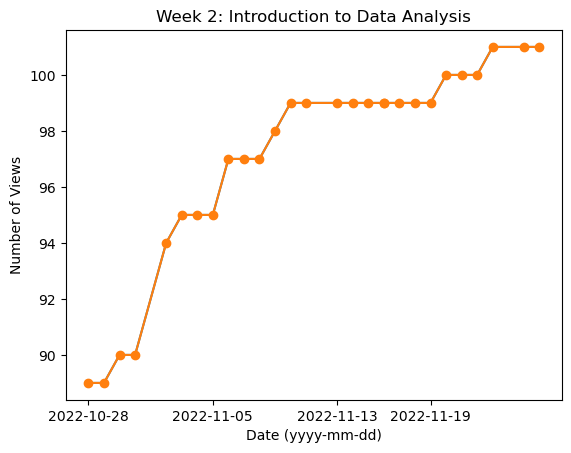 Week 2: Introduction to Data Analysis
100
98
96
94
92
90
Number of Views
2022-10-28 2022-11-05 2022-11-13 2022-11-19
Date (yyyy-mm-dd)